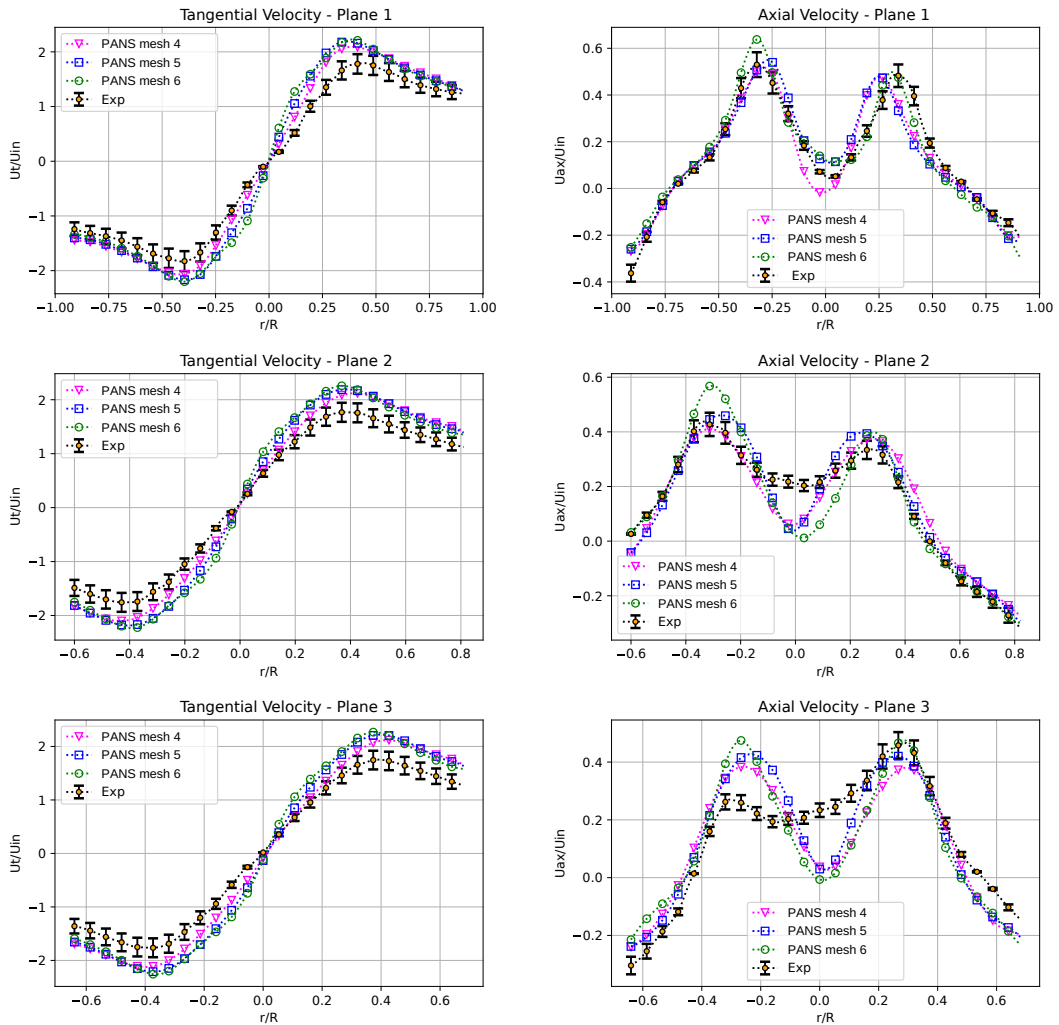 Tangential Velocity - Plane 1
Ut/Uin
2
1
0
−1
−2
PANS mesh 4
PANS mesh 5
PANS mesh 6
Exp
−1.00 −0.75 −0.50 −0.25 0.00 0.25 0.50 0.75 1.00
r/R
Axial Velocity - Plane 1
Uax/Uin
0.6
0.4
0.2
0.0
−0.2
−0.4
PANS mesh 4
PANS mesh 5
PANS mesh 6
Exp
−1.00 −0.75 −0.50 −0.25 0.00 0.25 0.50 0.75 1.00
r/R
Tangential Velocity - Plane 2
Ut/Uin
2
1
0
−1
−2
PANS mesh 4
PANS mesh 5
PANS mesh 6
Exp
−0.6 −0.4 −0.2 0.0 0.2 0.4 0.6 0.8
r/R
Axial Velocity - Plane 2
Uax/Uin
0.6
0.4
0.2
0.0
−0.2
PANS mesh 4
PANS mesh 5
PANS mesh 6
Exp
−0.6 −0.4 −0.2 0.0 0.2 0.4 0.6 0.8
r/R
Tangential Velocity - Plane 3
Ut/Uin
2
1
0
−1
−2
PANS mesh 4
PANS mesh 5
PANS mesh 6
Exp
−0.6 −0.4 −0.2 0.0 0.2 0.4 0.6
r/R
Axial Velocity - Plane 3
Uax/Uin
0.4
0.2
0.0
−0.2
PANS mesh 4
PANS mesh 5
PANS mesh 6
Exp
−0.6 −0.4 −0.2 0.0 0.2 0.4 0.6
r/R